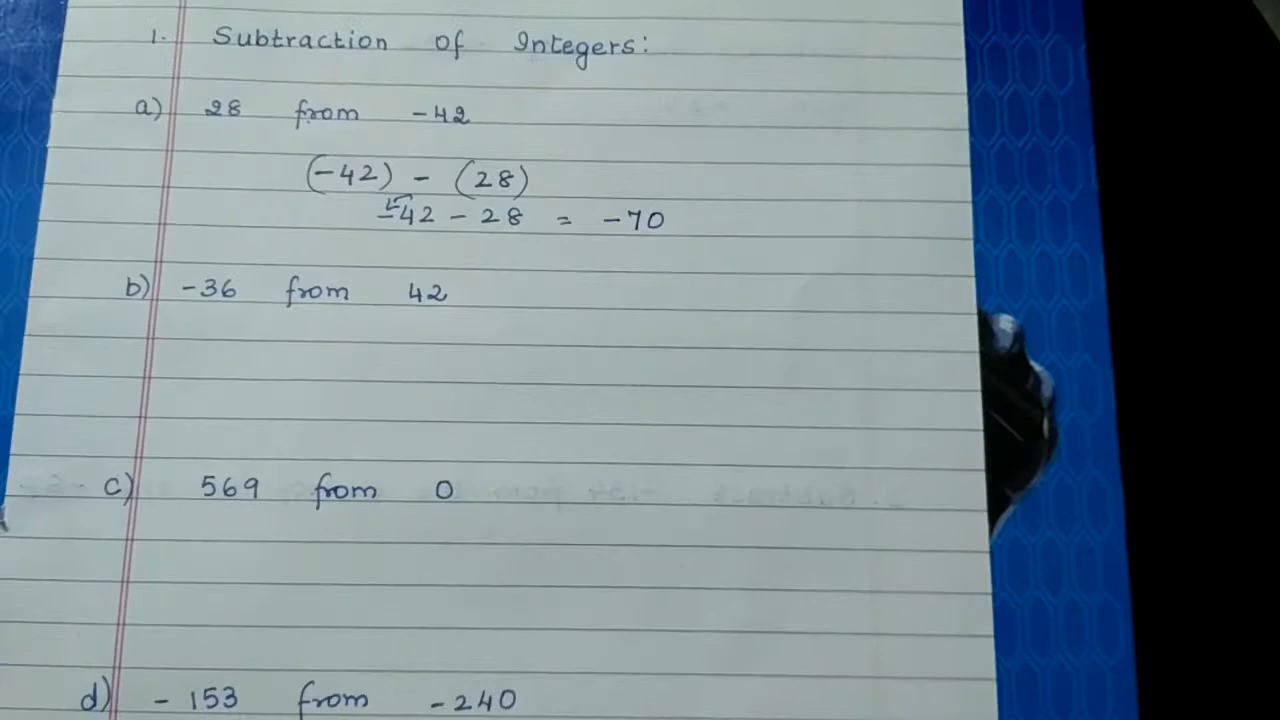 1. Subtraction of Integers:
a) 28 from -42
(-42) - (28)
-42 - 28 = -70
b) -36 from 42
c) 569 from 0
d) -153 from -240